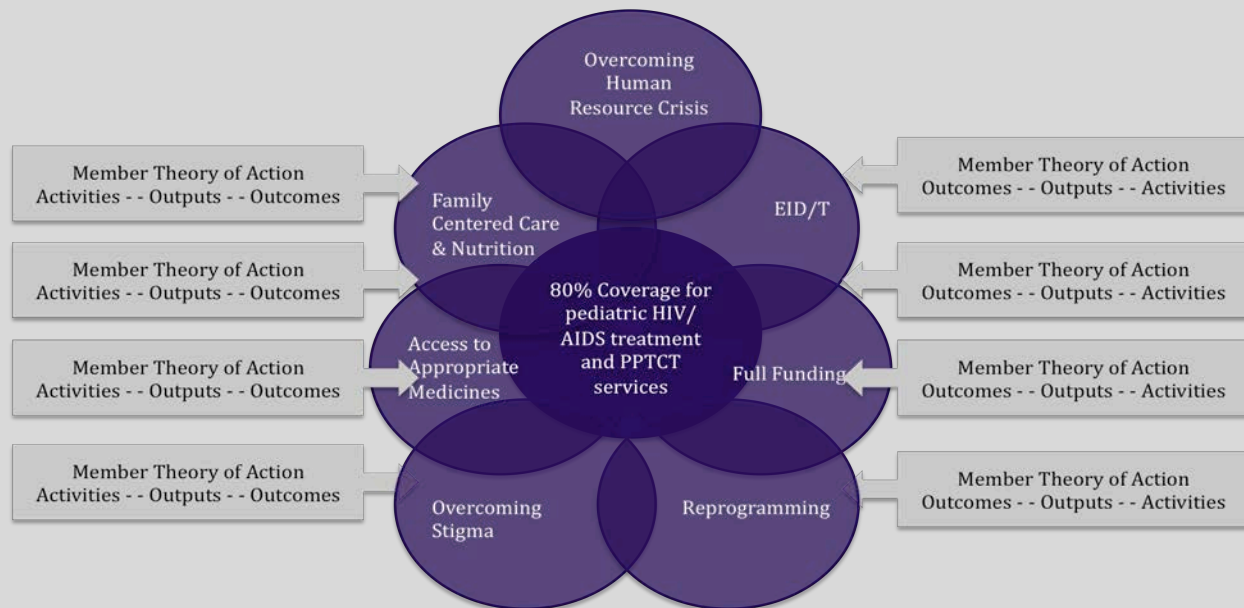 Overcoming
Human
Resource Crisis
Member Theory of Action
Activities - - Outputs - - Outcomes
Member Theory of Action
Activities - - Outputs - - Outcomes
Member Theory of Action
Activities - - Outputs - - Outcomes
Member Theory of Action
Activities - - Outputs - - Outcomes
Family
Centered Care
& Nutrition
EID/T
80% Coverage for
pediatric HIV/
AIDS treatment
and PPTCT
services
Access to
Appropriate
Medicines
Full Funding
Overcoming
Stigma
Reprogramming
Member Theory of Action
Outcomes - - Outputs - - Activities
Member Theory of Action
Outcomes - - Outputs - - Activities
Member Theory of Action
Outcomes - - Outputs - - Activities
Member Theory of Action
Outcomes - - Outputs - - Activities